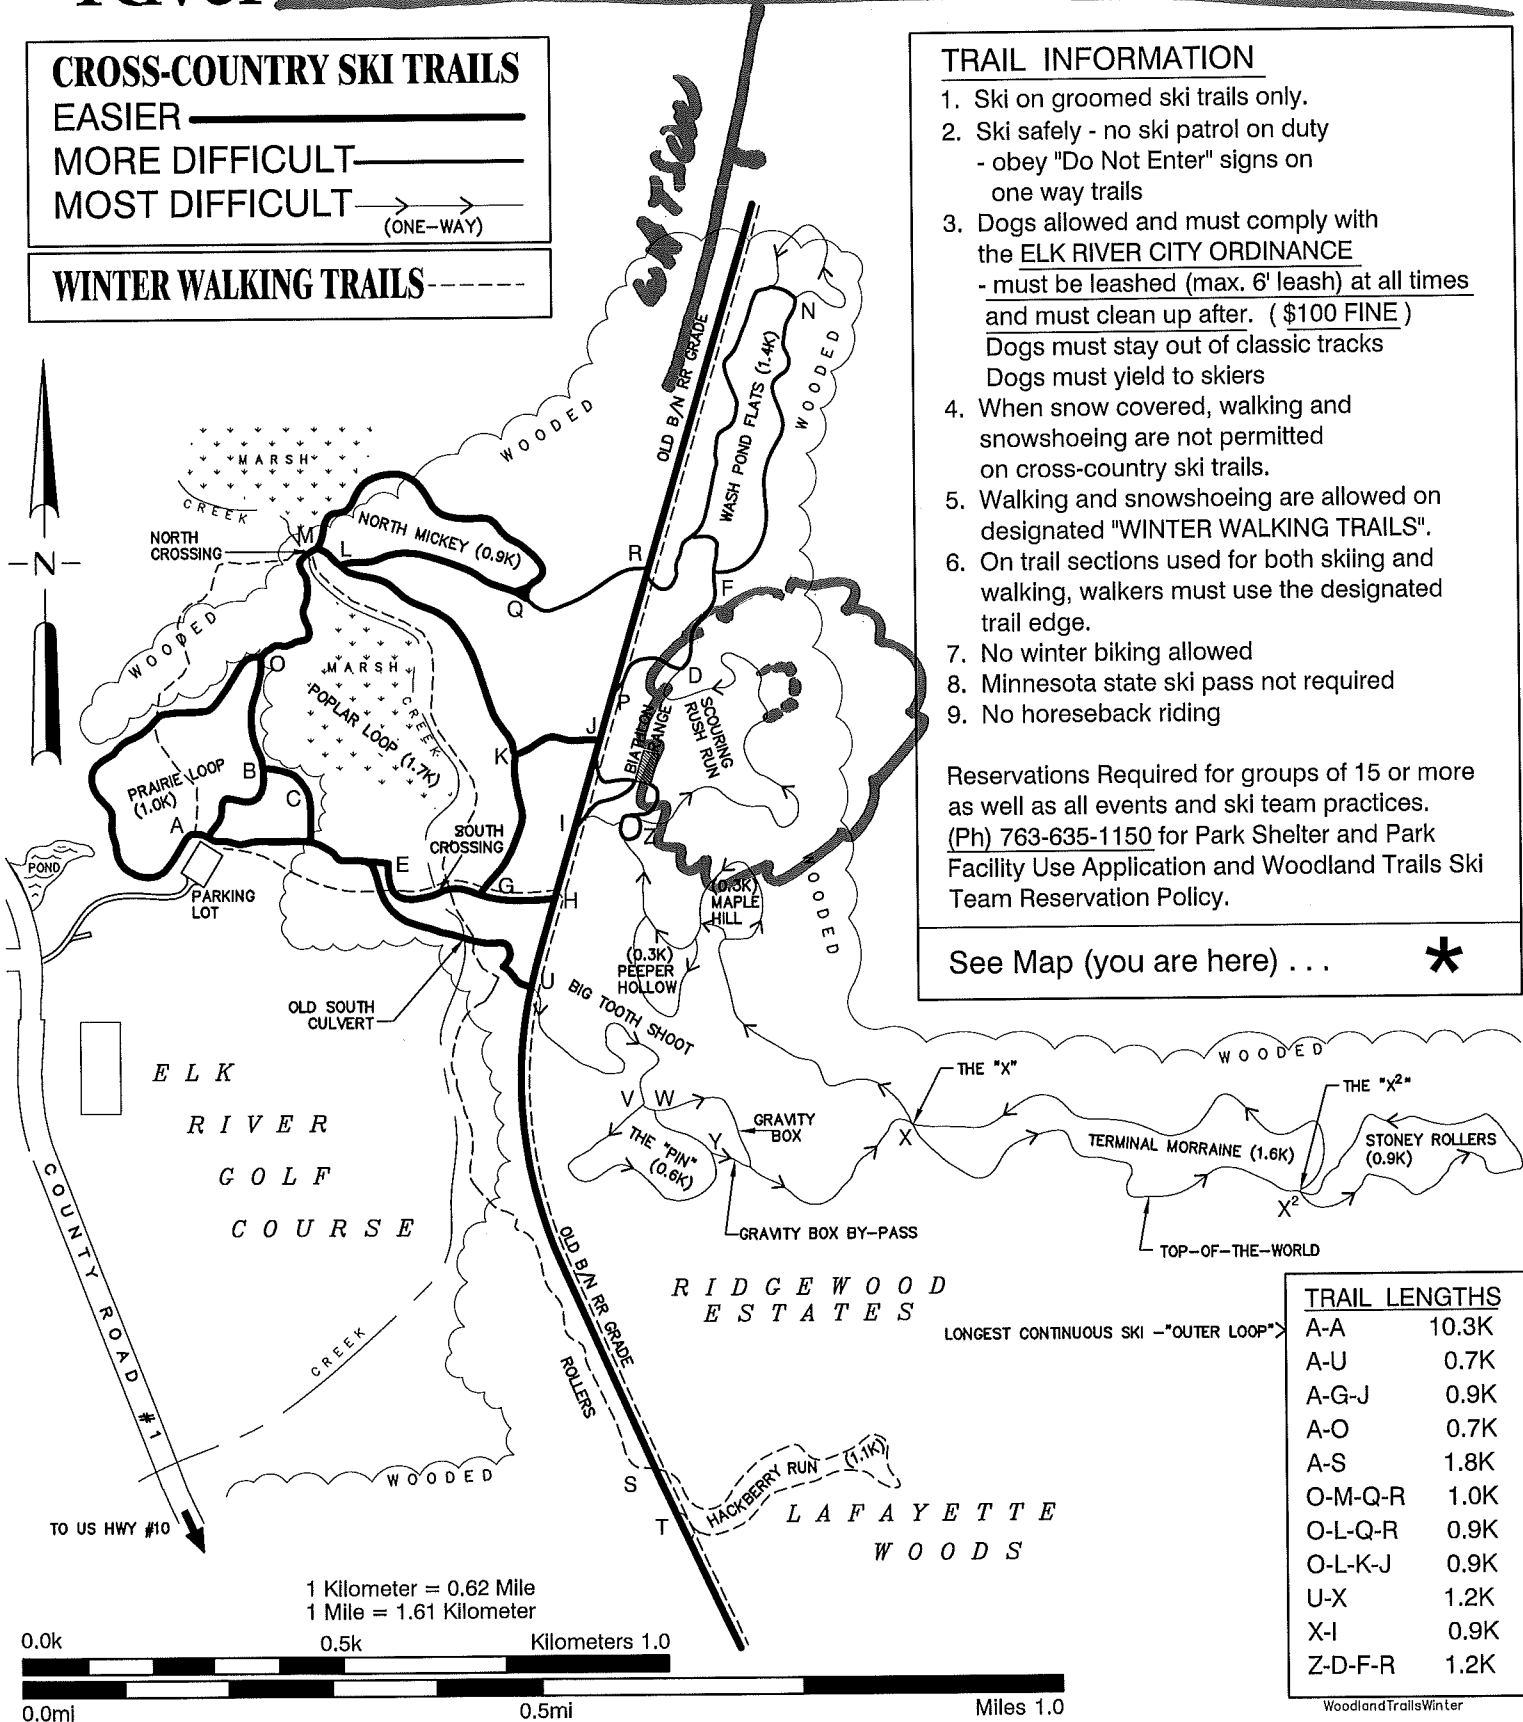 River
CROSS-COUNTRY SKI TRAILS
EASIER
MORE DIFFICULT
MOST DIFFICULT
(ONE-WAY)
WINTER WALKING TRAILS
WATSON
TRAIL INFORMATION
1. Ski on groomed ski trails only.
2. Ski safely - no ski patrol on duty
- obey "Do Not Enter" signs on
one way trails
3. Dogs allowed and must comply with
the ELK RIVER CITY ORDINANCE
- must be leashed (max. 6' leash) at all times
and must clean up after. ( $100 FINE )
Dogs must stay out of classic tracks
Dogs must yield to skiers
4. When snow covered, walking and
snowshoeing are not permitted
on cross-country ski trails.
5. Walking and snowshoeing are allowed on
designated "WINTER WALKING TRAILS".
6. On trail sections used for both skiing and
walking, walkers must use the designated
trail edge.
7. No winter biking allowed
8. Minnesota state ski pass not required
9. No horeseback riding
Reservations Required for groups of 15 or more
as well as all events and ski team practices.
(Ph) 763-635-1150 for Park Shelter and Park
Facility Use Application and Woodland Trails Ski
Team Reservation Policy.
See Map (you are here) . . . *
N
OLD B/N RR GRADE
WASH POND FLATS (1.4K)
WOODED
WOODED
MARSH
CREEK
NORTH
CROSSING
M
L
NORTH MICKEY (0.9K)
R
Q
F
-N-
WOODED
O
MARSH
POPLAR LOOP (1.7K)
CREEK
D
P
BIATHLON
RANGE
SCOURING
RUSH RUN
J
K
PRAIRIE LOOP
(1.0K)
B
C
A
I
Z
SOUTH
CROSSING
POND
E
G
H
PARKING
LOT
(0.3K)
MAPLE
HILL
WOODED
(0.3K)
PEEPER
HOLLOW
U
BIG TOOTH SHOOT
OLD SOUTH
CULVERT
WOODED
THE "X"
THE "X²"
ELK
RIVER
GOLF
COURSE
V
W
GRAVITY
BOX
Y
THE "PIN"
(0.6K)
X
TERMINAL MORRAINE (1.6K)
STONEY ROLLERS
(0.9K)
X²
GRAVITY BOX BY-PASS
TOP-OF-THE-WORLD
COUNTY ROAD #1
OLD B/N RR GRADE
RIDGEWOOD
ESTATES
CREEK
ROLLERS
LONGEST CONTINUOUS SKI -"OUTER LOOP">
TRAIL LENGTHS
A-A 10.3K
A-U 0.7K
A-G-J 0.9K
A-O 0.7K
A-S 1.8K
O-M-Q-R 1.0K
O-L-Q-R 0.9K
O-L-K-J 0.9K
U-X 1.2K
X-I 0.9K
Z-D-F-R 1.2K
WOODED
S
T
HACKBERRY RUN (1.1K)
LAFAYETTE
WOODS
TO US HWY #10
1 Kilometer = 0.62 Mile
1 Mile = 1.61 Kilometer
0.0k 0.5k Kilometers 1.0
0.0mi 0.5mi Miles 1.0
WoodlandTrailsWinter